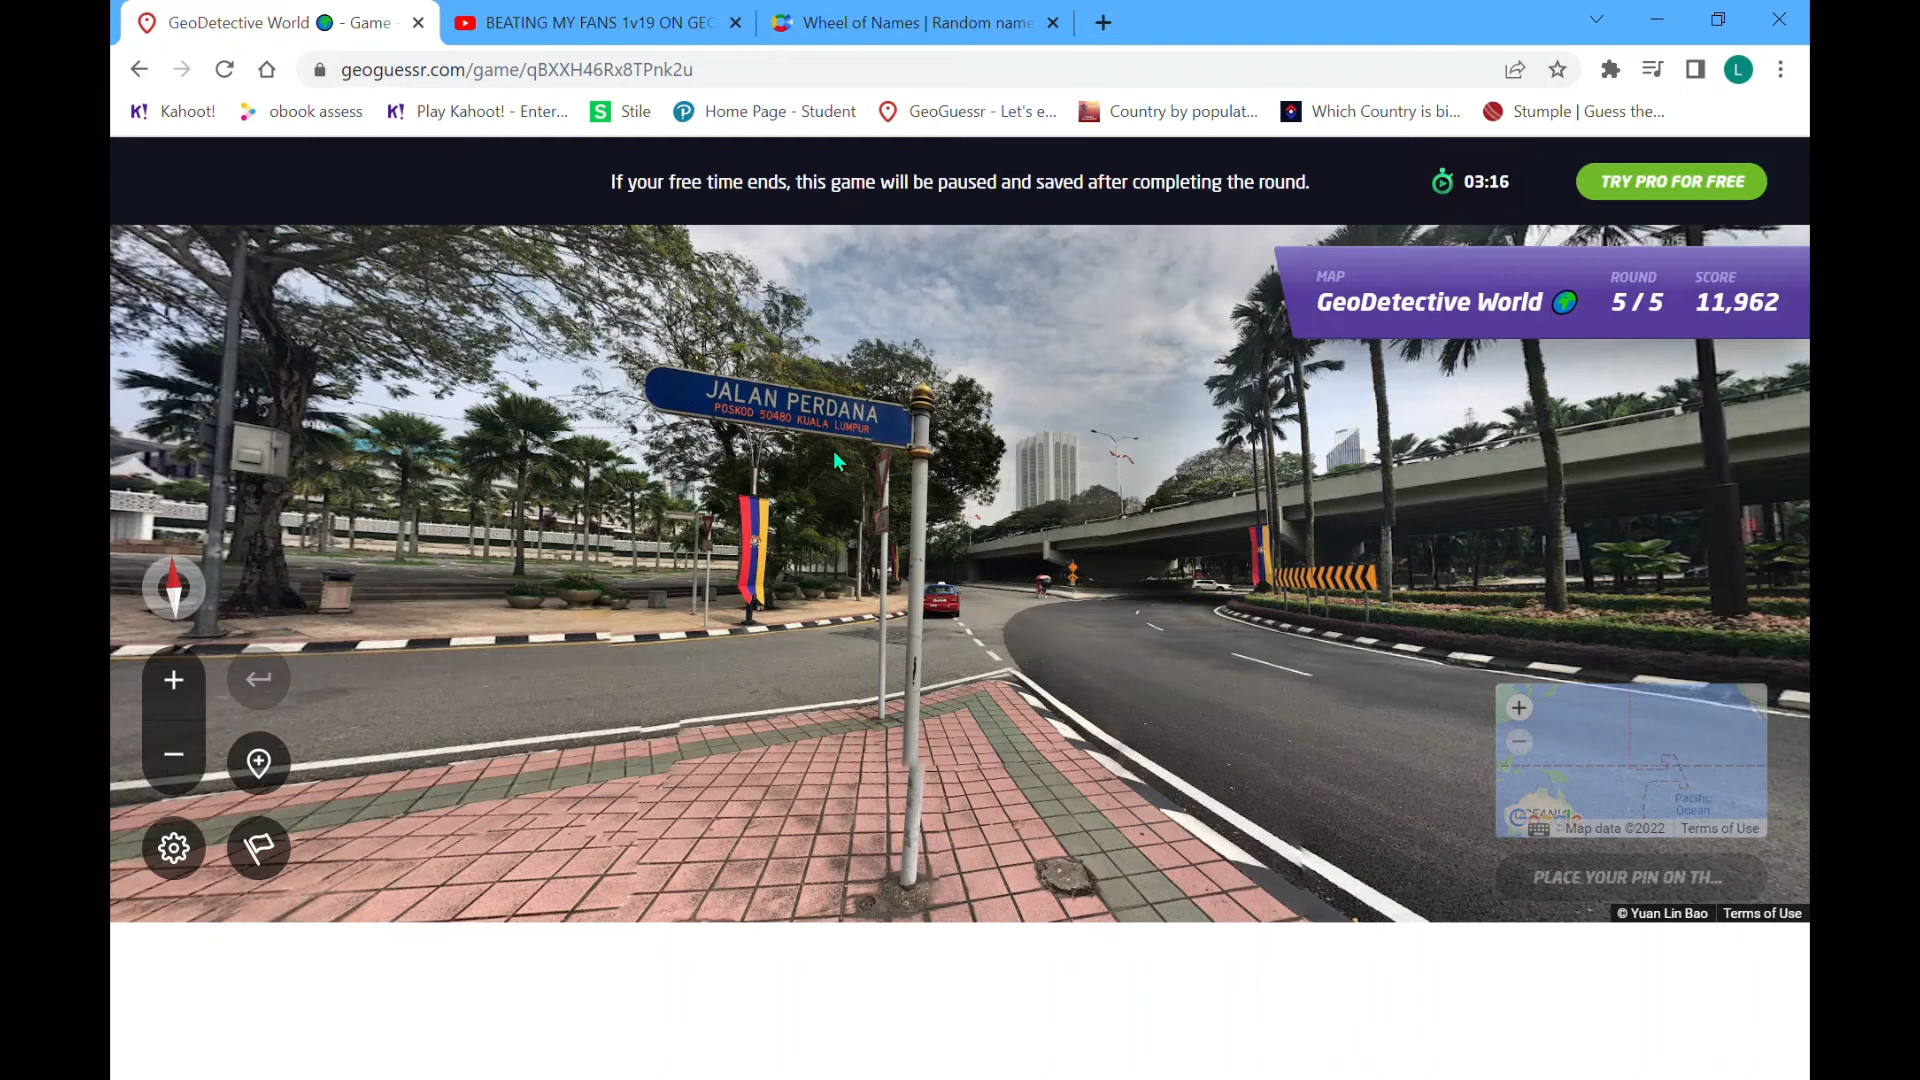 GeoDetective World - Game -
BEATING MY FANS 1v19 ON GEO
Wheel of Names | Random name
geoguessr.com/game/qBXXH46Rx8TPnk2u
L
K! Kahoot!
obook assess
K! Play Kahoot! - Enter...
S Stile
Home Page - Student
GeoGuessr - Let's e...
Country by populat...
Which Country is bi...
Stumple | Guess the...
If your free time ends, this game will be paused and saved after completing the round.
03:16
TRY PRO FOR FREE
MAP
GeoDetective World
ROUND
5 / 5
SCORE
11,962
JALAN PERDANA
POSKOD 50480 KUALA LUMPUR
Pacific
Ocean
Map data ©2022
Terms of Use
PLACE YOUR PIN ON TH...
© Yuan Lin Bao
Terms of Use